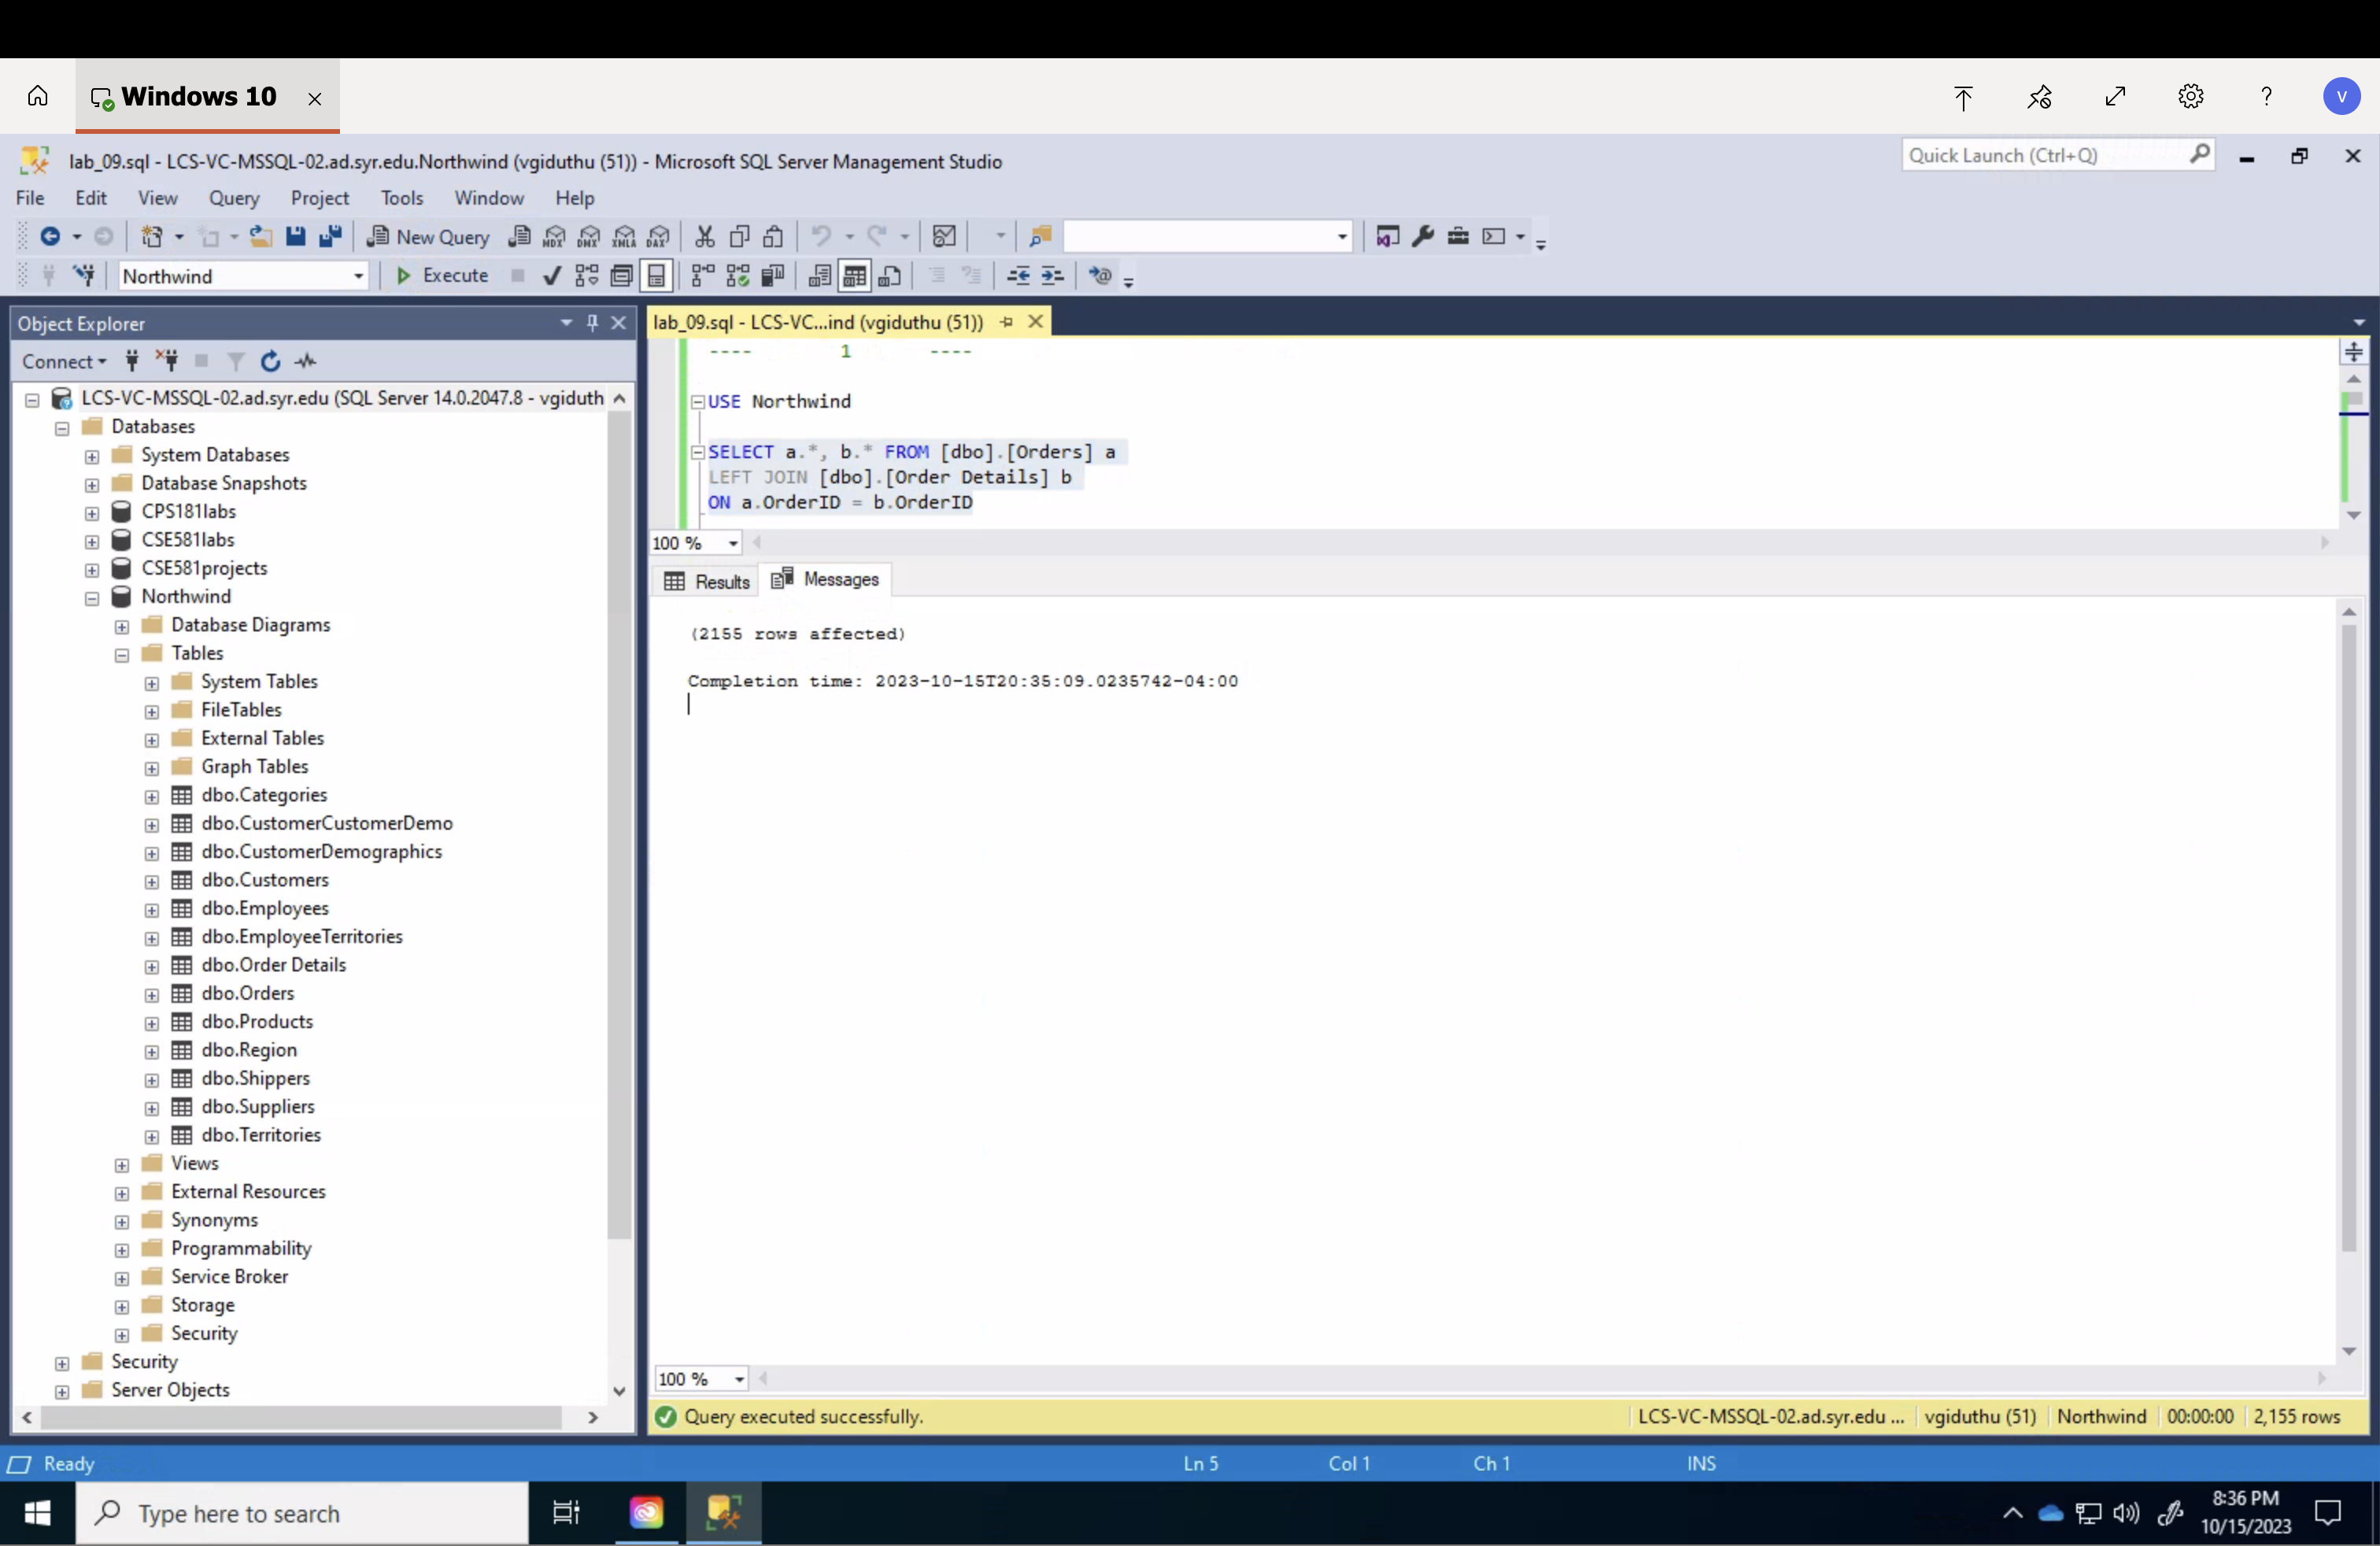 Windows 10
V
lab_09.sql - LCS-VC-MSSQL-02.ad.syr.edu.Northwind (vgiduthu (51)) - Microsoft SQL Server Management Studio
Quick Launch (Ctrl+Q)
File Edit View Query Project Tools Window Help
New Query MDX DMX XMLA DAX
Northwind Execute
Object Explorer
Connect
LCS-VC-MSSQL-02.ad.syr.edu (SQL Server 14.0.2047.8 - vgiduth
Databases
System Databases
Database Snapshots
CPS181labs
CSE581labs
CSE581projects
Northwind
Database Diagrams
Tables
System Tables
FileTables
External Tables
Graph Tables
dbo.Categories
dbo.CustomerCustomerDemo
dbo.CustomerDemographics
dbo.Customers
dbo.Employees
dbo.EmployeeTerritories
dbo.Order Details
dbo.Orders
dbo.Products
dbo.Region
dbo.Shippers
dbo.Suppliers
dbo.Territories
Views
External Resources
Synonyms
Programmability
Service Broker
Storage
Security
Security
Server Objects
lab_09.sql - LCS-VC...ind (vgiduthu (51))
---- 1 ----
USE Northwind
SELECT a.*, b.* FROM [dbo].[Orders] a
LEFT JOIN [dbo].[Order Details] b
ON a.OrderID = b.OrderID
100 %
Results Messages
(2155 rows affected)
Completion time: 2023-10-15T20:35:09.0235742-04:00
100 %
Query executed successfully. LCS-VC-MSSQL-02.ad.syr.edu ... vgiduthu (51) Northwind 00:00:00 2,155 rows
Ready Ln 5 Col 1 Ch 1 INS
Type here to search
8:36 PM
10/15/2023